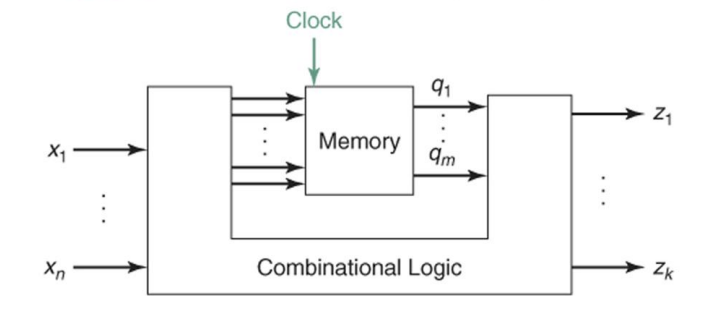 Clock
q1
Memory
qm
x1
xn
z1
zk
Combinational Logic